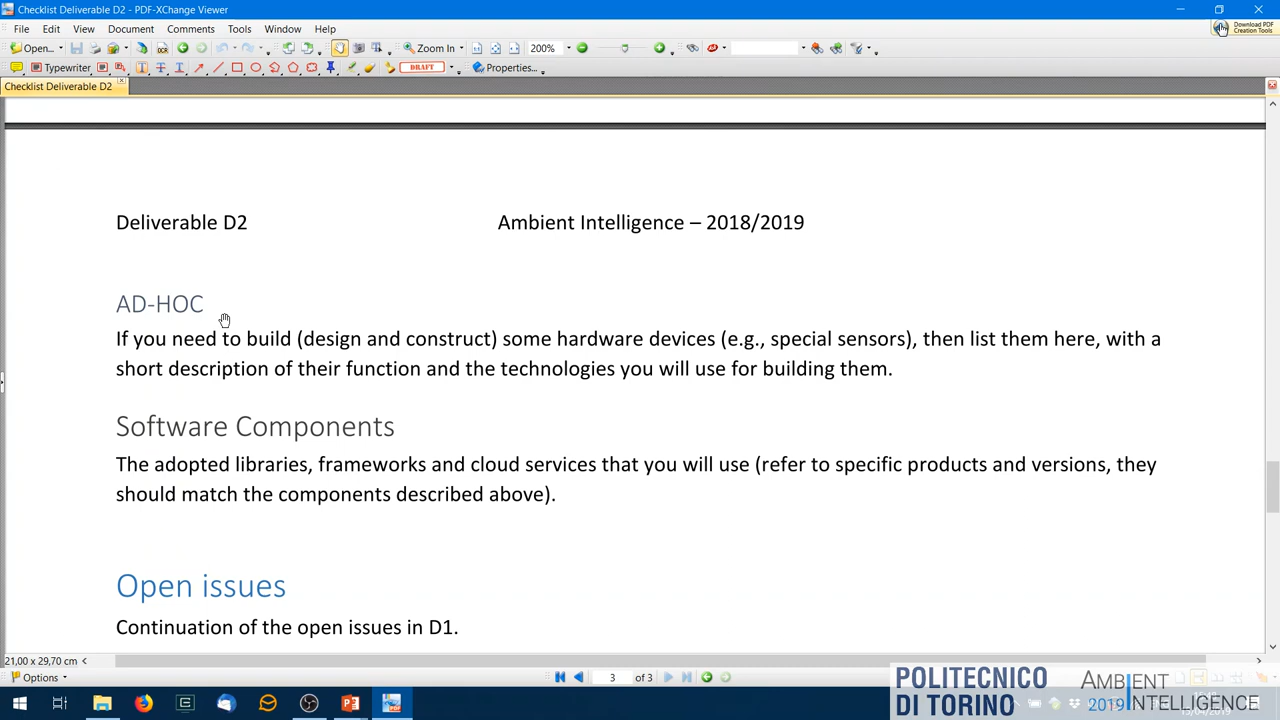 Checklist Deliverable D2 - PDF-XChange Viewer
File Edit View Document Comments Tools Window Help
Download PDF
Creation Tools
Open... Zoom In 200%
Typewriter DRAFT Properties...
Checklist Deliverable D2
Deliverable D2 Ambient Intelligence – 2018/2019
AD-HOC
If you need to build (design and construct) some hardware devices (e.g., special sensors), then list them here, with a
short description of their function and the technologies you will use for building them.
Software Components
The adopted libraries, frameworks and cloud services that you will use (refer to specific products and versions, they
should match the components described above).
Open issues
Continuation of the open issues in D1.
21,00 x 29,70 cm
Options 3 of 3
POLITECNICO
DI TORINO
AMBIENT
2019 INTELLIGENCE